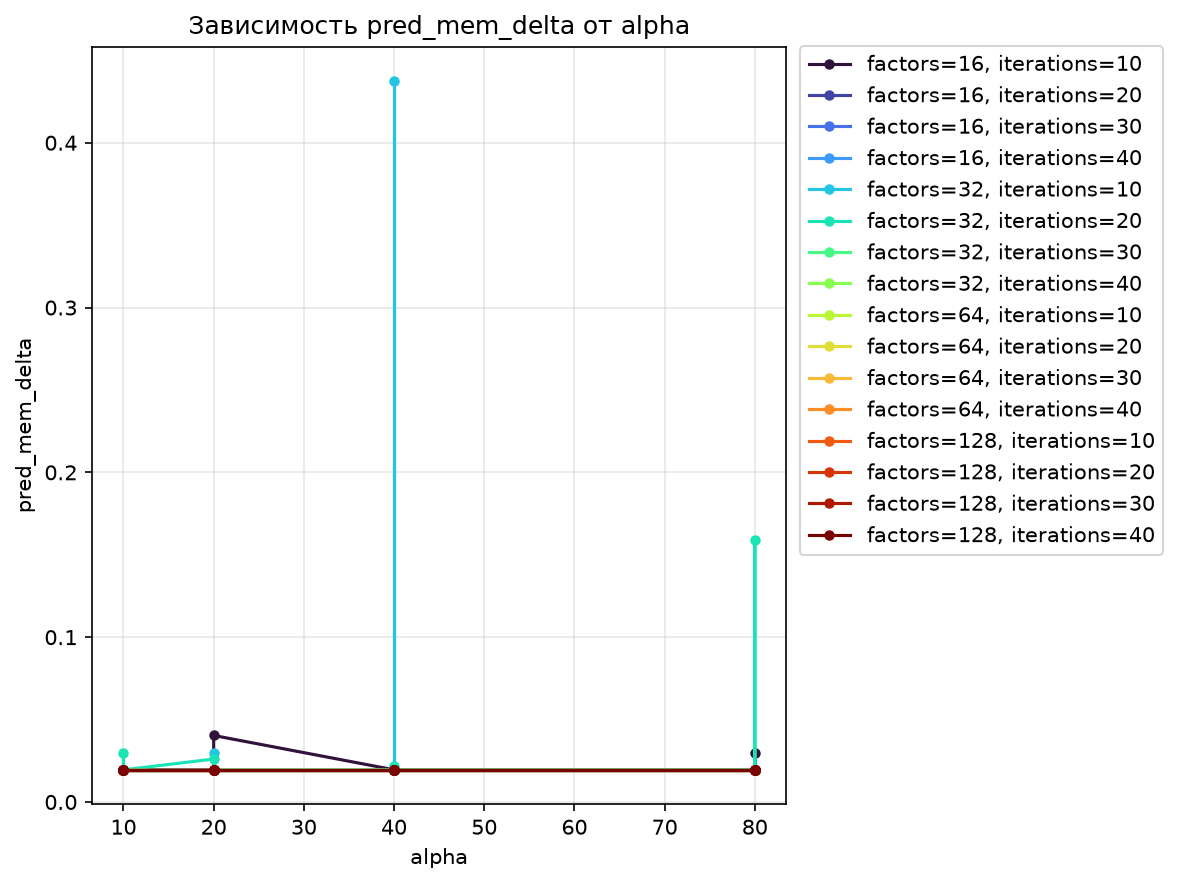 Зависимость pred_mem_delta от alpha
pred_mem_delta
0.4
0.3
0.2
0.1
0.0
10 20 30 40 50 60 70 80
alpha
factors=16, iterations=10
factors=16, iterations=20
factors=16, iterations=30
factors=16, iterations=40
factors=32, iterations=10
factors=32, iterations=20
factors=32, iterations=30
factors=32, iterations=40
factors=64, iterations=10
factors=64, iterations=20
factors=64, iterations=30
factors=64, iterations=40
factors=128, iterations=10
factors=128, iterations=20
factors=128, iterations=30
factors=128, iterations=40